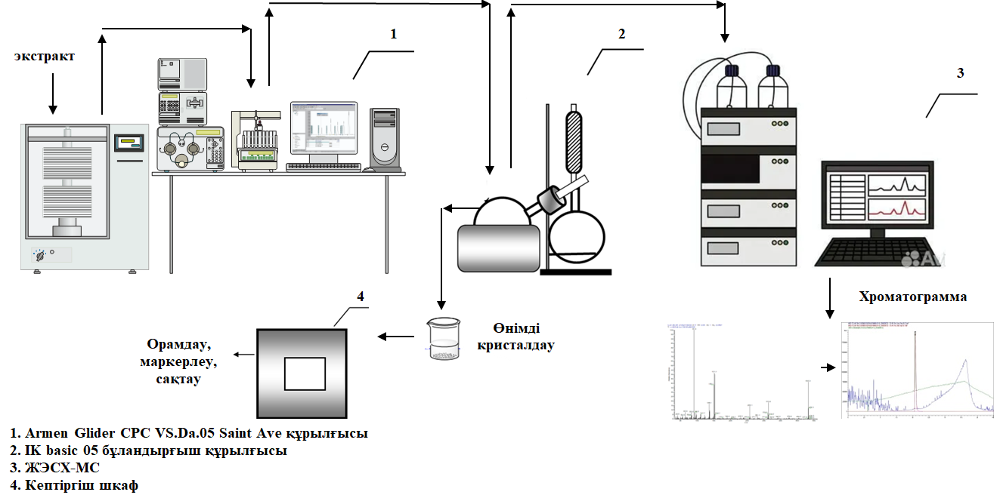 экстракт
1
2
3
Хроматограмма
4
Өнімді
кристалдау
Орамдау,
маркерлеу,
сақтау
1. Armen Glider CPC VS.Da.05 Saint Ave құрылғысы
2. IK basic 05 бұландырғыш құрылғысы
3. ЖЭСХ-МС
4. Кептіргіш шкаф